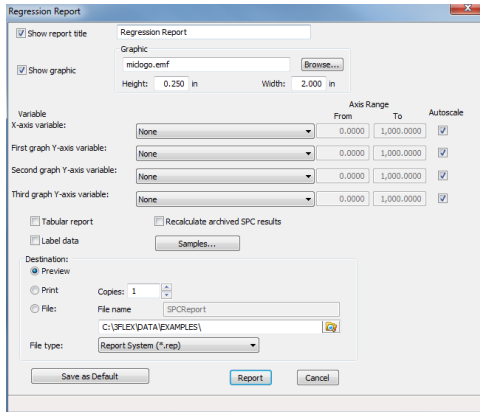 Regression Report
Show report title Regression Report
Graphic
Show graphic miclogo.emf Browse...
Height: 0.250 in Width: 2.000 in
Axis Range
Variable From To Autoscale
X-axis variable: None 0.0000 1,000.0000
First graph Y-axis variable: None 0.0000 1,000.0000
Second graph Y-axis variable: None 0.0000 1,000.0000
Third graph Y-axis variable: None 0.0000 1,000.0000
Tabular report Recalculate archived SPC results
Label data Samples...
Destination:
Preview
Print Copies: 1
File: File name SPCReport
C:\3FLEX\DATA\EXAMPLES\
File type: Report System (*.rep)
Save as Default Report Cancel